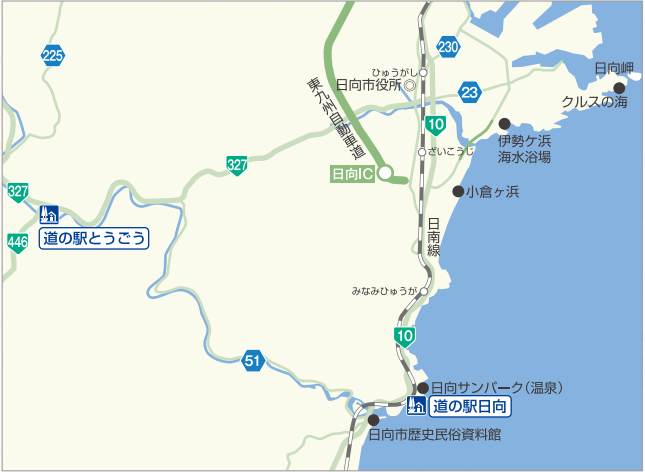 225
230
ひゅうがし
日向市役所
23
日向岬
クルスの海
東九州自動車道
10
伊勢ケ浜
海水浴場
ざいこうじ
327
日向IC
小倉ヶ浜
327
446
道の駅とうごう
日南線
みなみひゅうが
10
51
日向サンパーク(温泉)
道の駅日向
日向市歴史民俗資料館